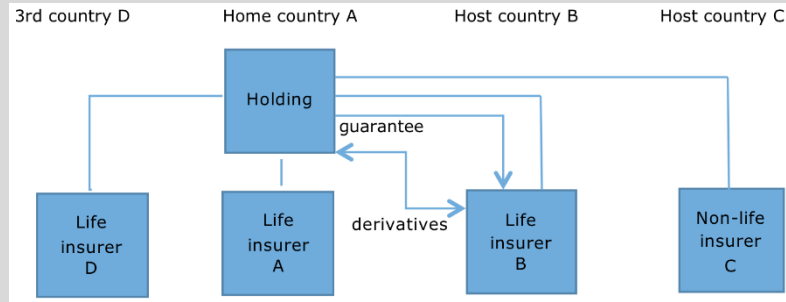 3rd country D
Home country A
Host country B
Host country C
Holding
guarantee
derivatives
Life
insurer
D
Life
insurer
A
Life
insurer
B
Non-life
insurer
C